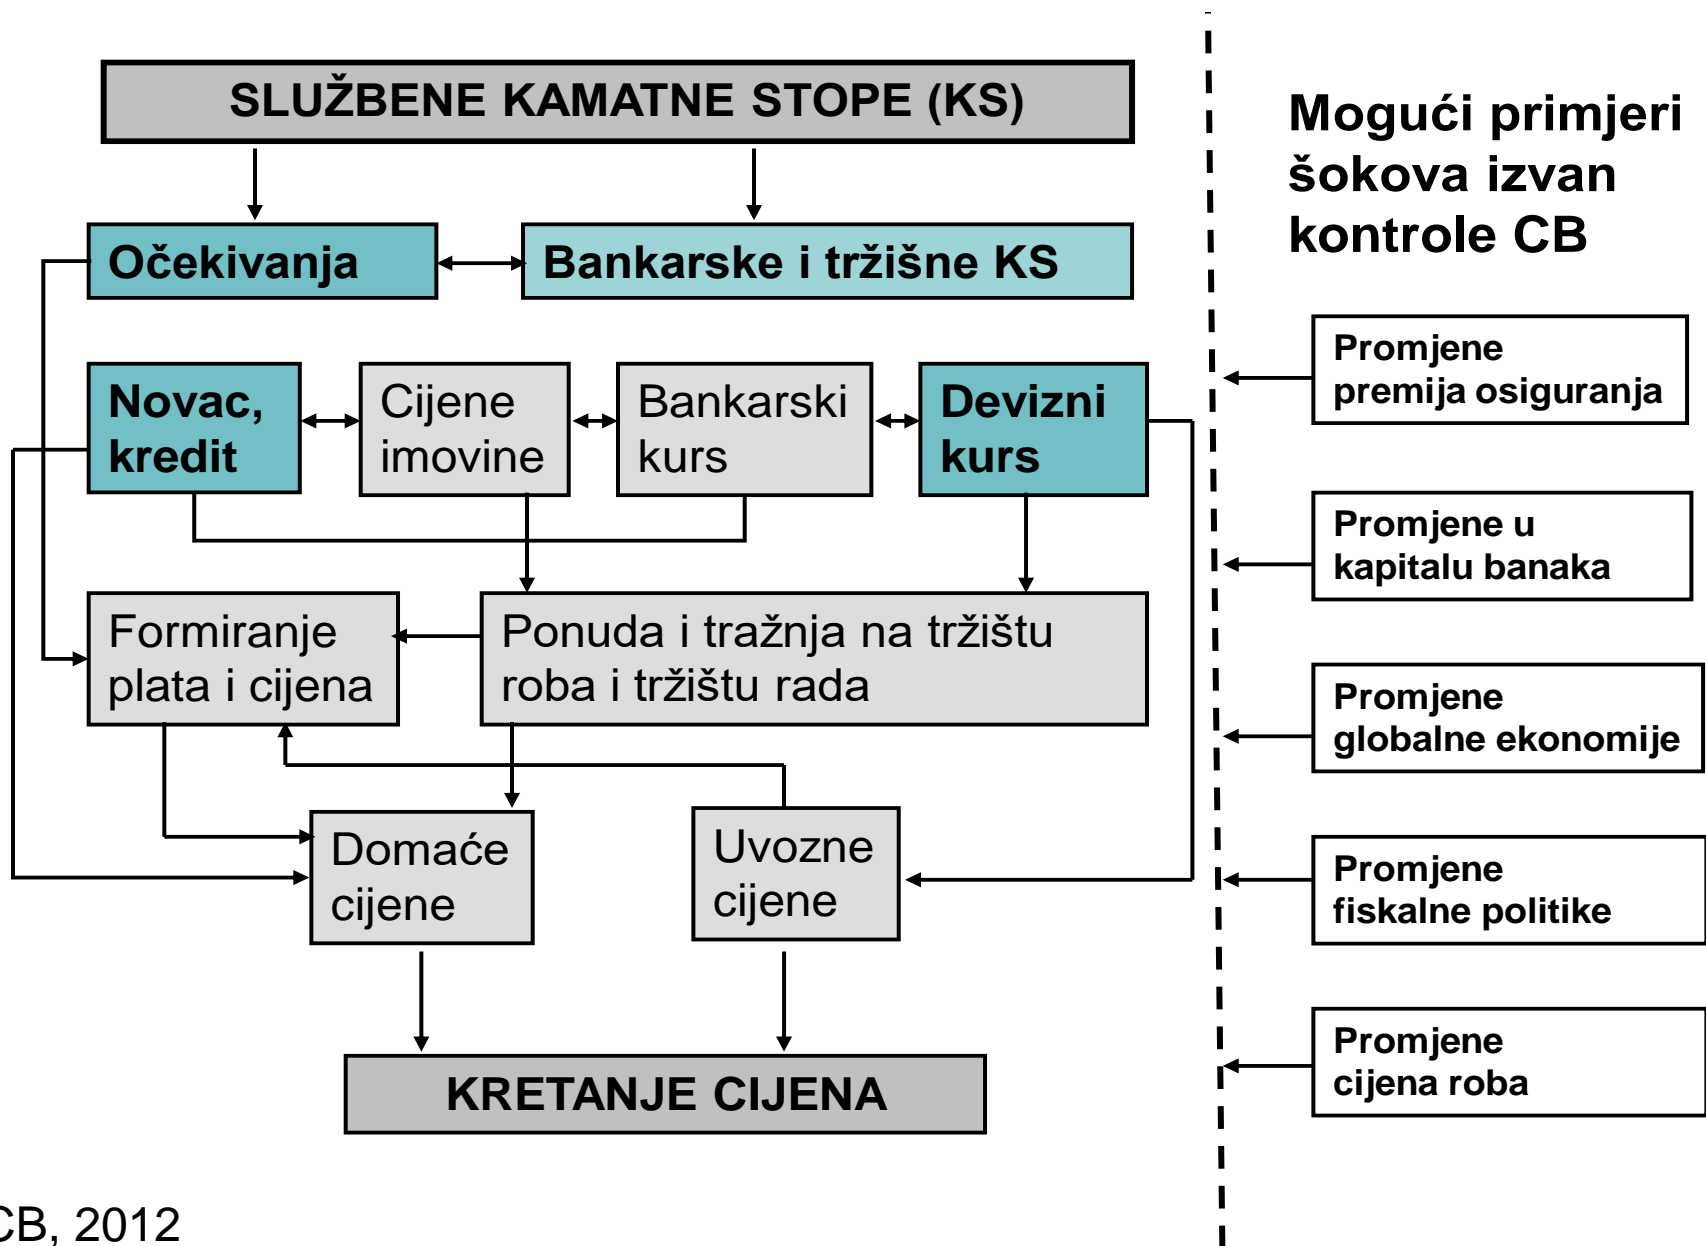 SLUŽBENE KAMATNE STOPE (KS)
Mogući primjeri
šokova izvan
kontrole CB
Očekivanja
Bankarske i tržišne KS
Novac,
kredit
Cijene
imovine
Bankarski
kurs
Devizni
kurs
Formiranje
plata i cijena
Ponuda i tražnja na tržištu
roba i tržištu rada
Domaće
cijene
Uvozne
cijene
KRETANJE CIJENA
Promjene
premija osiguranja
Promjene u
kapitalu banaka
Promjene
globalne ekonomije
Promjene
fiskalne politike
Promjene
cijena roba
CB, 2012